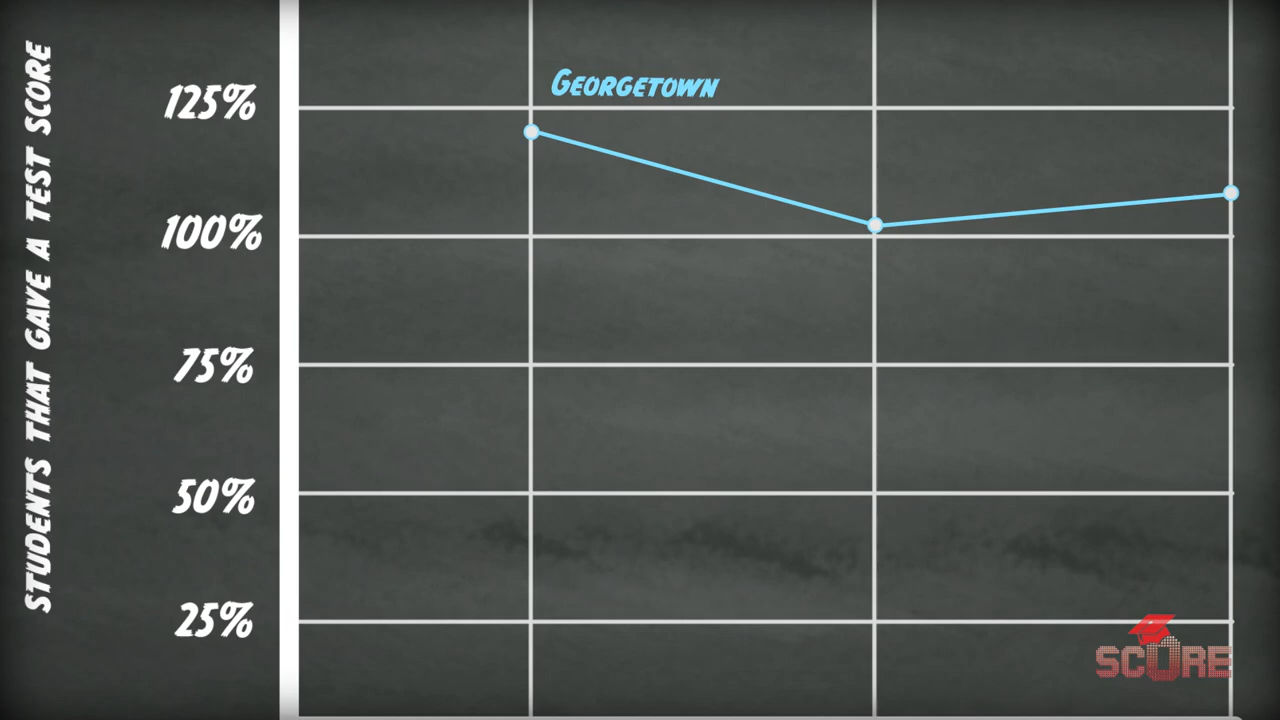 STUDENTS THAT GAVE A TEST SCORE
125%
100%
75%
50%
25%
GEORGETOWN
SCORE